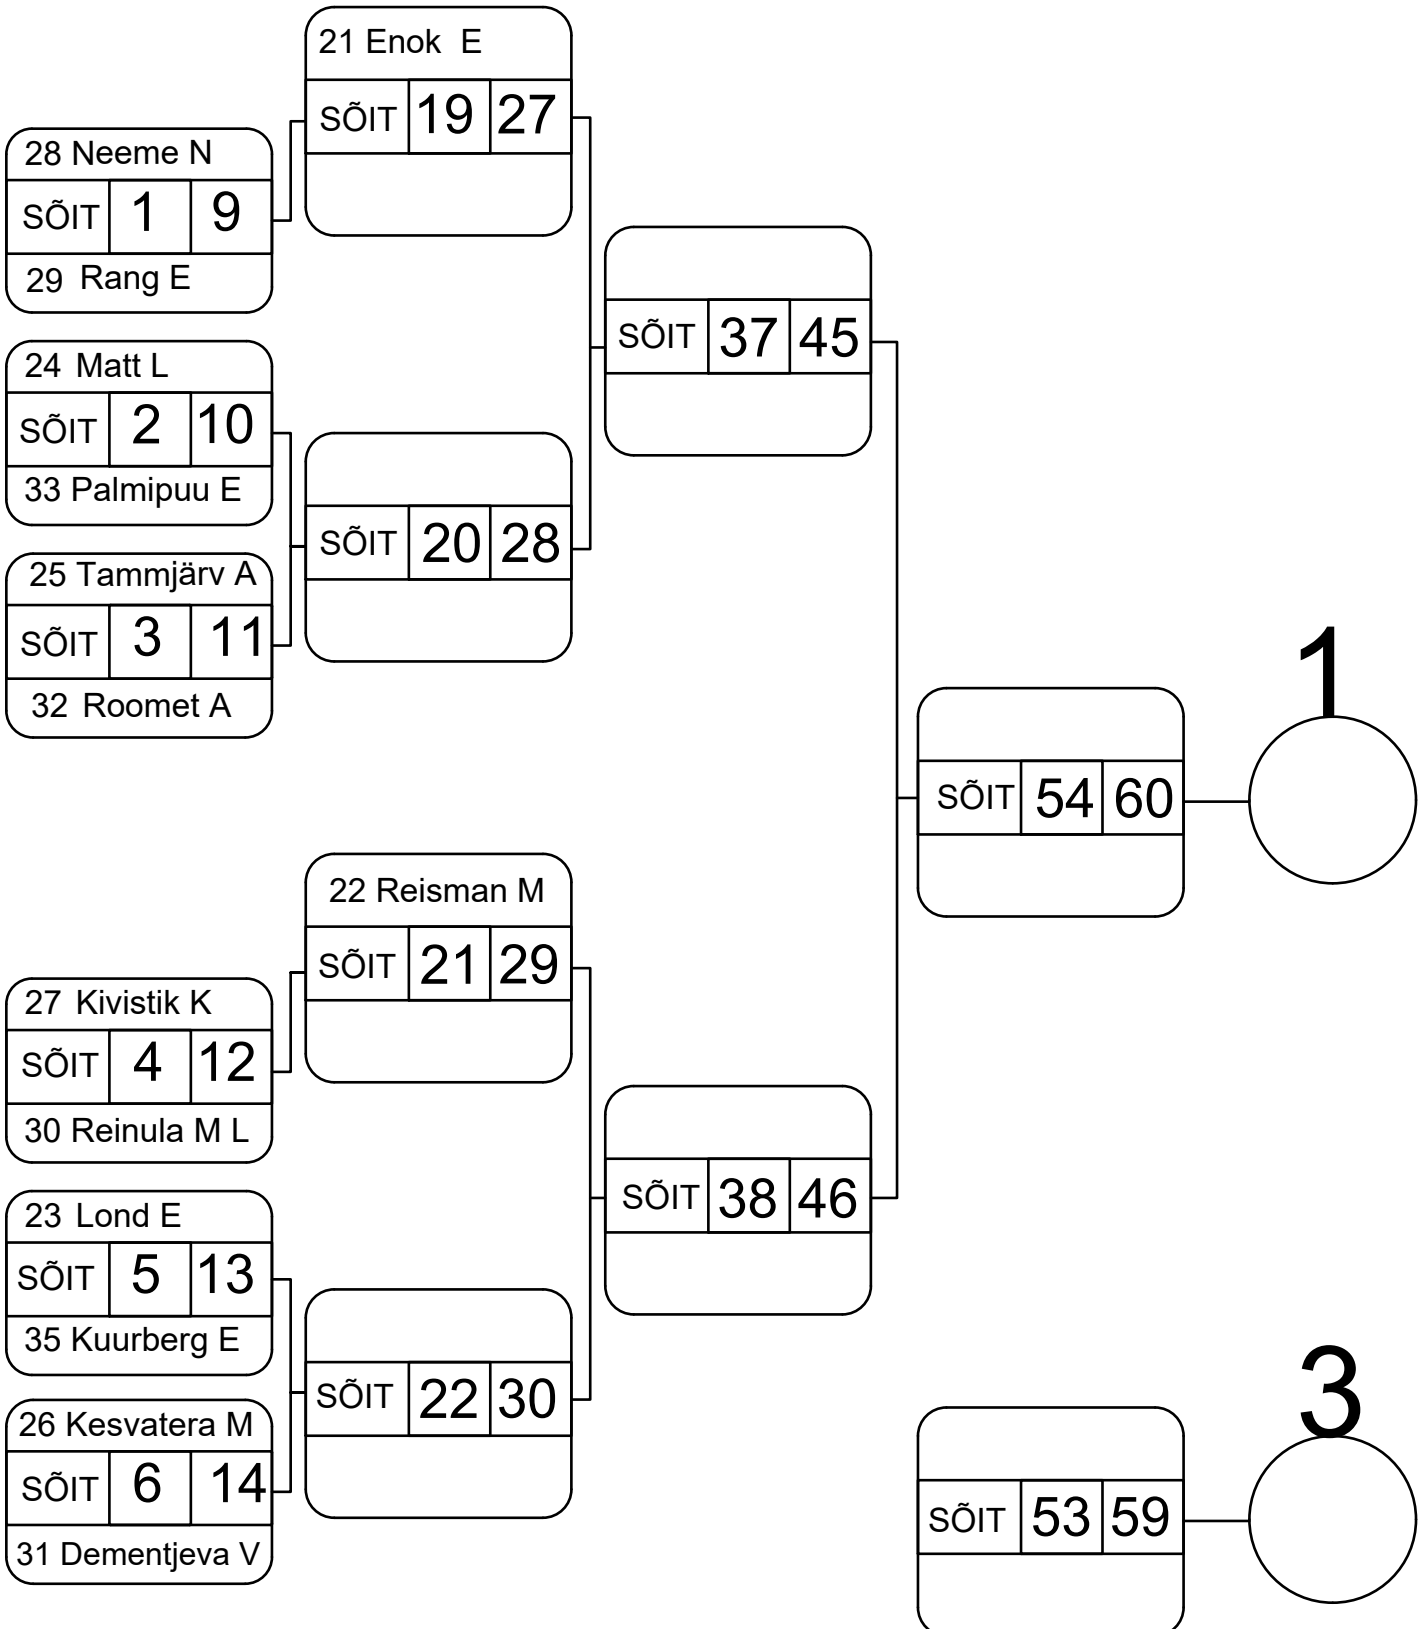 21 Enok E
SÕIT 19 27
28 Neeme N
SÕIT 1 9
29 Rang E
24 Matt L
SÕIT 2 10
33 Palmipuu E
25 Tammjärv A
SÕIT 3 11
32 Roomet A
SÕIT 20 28
SÕIT 37 45
1
SÕIT 54 60
22 Reisman M
SÕIT 21 29
27 Kivistik K
SÕIT 4 12
30 Reinula M L
23 Lond E
SÕIT 5 13
35 Kuurberg E
26 Kesvatera M
SÕIT 6 14
31 Dementjeva V
SÕIT 22 30
SÕIT 38 46
3
SÕIT 53 59